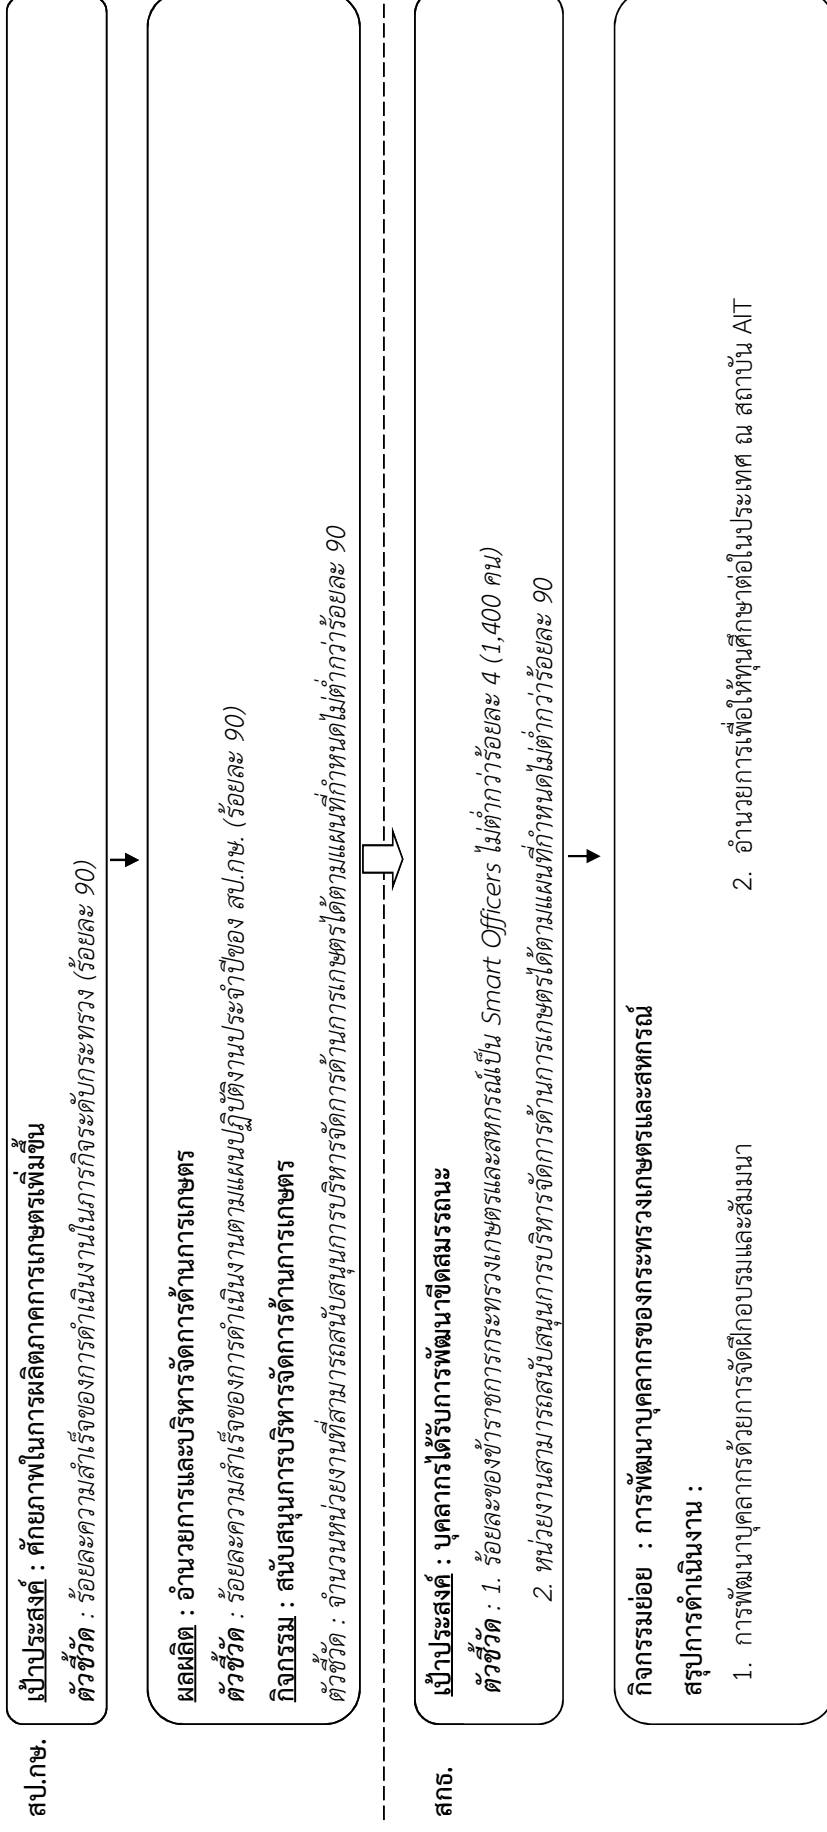 สป.กษ.
เป้าประสงค์ : ศักยภาพในการผลิตภาคการเกษตรเพิ่มขึ้น
ตัวชี้วัด : ร้อยละความสำเร็จของการดำเนินงานในภารกิจระดับกระทรวง (ร้อยละ 90)
ผลผลิต : อำนวยการและบริหารจัดการด้านการเกษตร
ตัวชี้วัด : ร้อยละความสำเร็จของการดำเนินงานตามแผนปฏิบัติงานประจำปีของ สป.กษ. (ร้อยละ 90)
กิจกรรม : สนับสนุนการบริหารจัดการด้านการเกษตร
ตัวชี้วัด : จำนวนหน่วยงานที่สามารถสนับสนุนการบริหารจัดการด้านการเกษตรได้ตามแผนที่กำหนดไม่ต่ำกว่าร้อยละ 90
สกธ.
เป้าประสงค์ : บุคลากรได้รับการพัฒนาขีดสมรรถนะ
ตัวชี้วัด : 1. ร้อยละของข้าราชการกระทรวงเกษตรและสหกรณ์เป็น Smart Officers ไม่ต่ำกว่าร้อยละ 4 (1,400 คน)
2. หน่วยงานสามารถสนับสนุนการบริหารจัดการด้านการเกษตรได้ตามแผนที่กำหนดไม่ต่ำกว่าร้อยละ 90
กิจกรรมย่อย : การพัฒนาบุคลากรของกระทรวงเกษตรและสหกรณ์
สรุปการดำเนินงาน :
1. การพัฒนาบุคลากรด้วยการจัดฝึกอบรมและสัมมนา
2. อำนวยการเพื่อให้ทุนศึกษาต่อในประเทศ ณ สถาบัน AIT